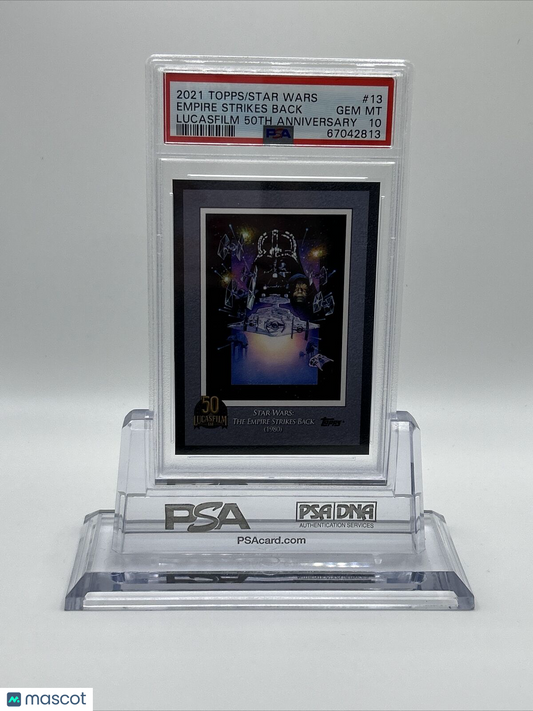 2021 TOPPS/STAR WARS #13
EMPIRE STRIKES BACK GEM MT
LUCASFILM 50TH ANNIVERSARY 10
PSA 67042813
50
LUCASFILM
STAR WARS:
THE EMPIRE STRIKES BACK
(1980)
Topps
PSA
PSA DNA
AUTHENTICATION SERVICES
PSAcard.com
mascot